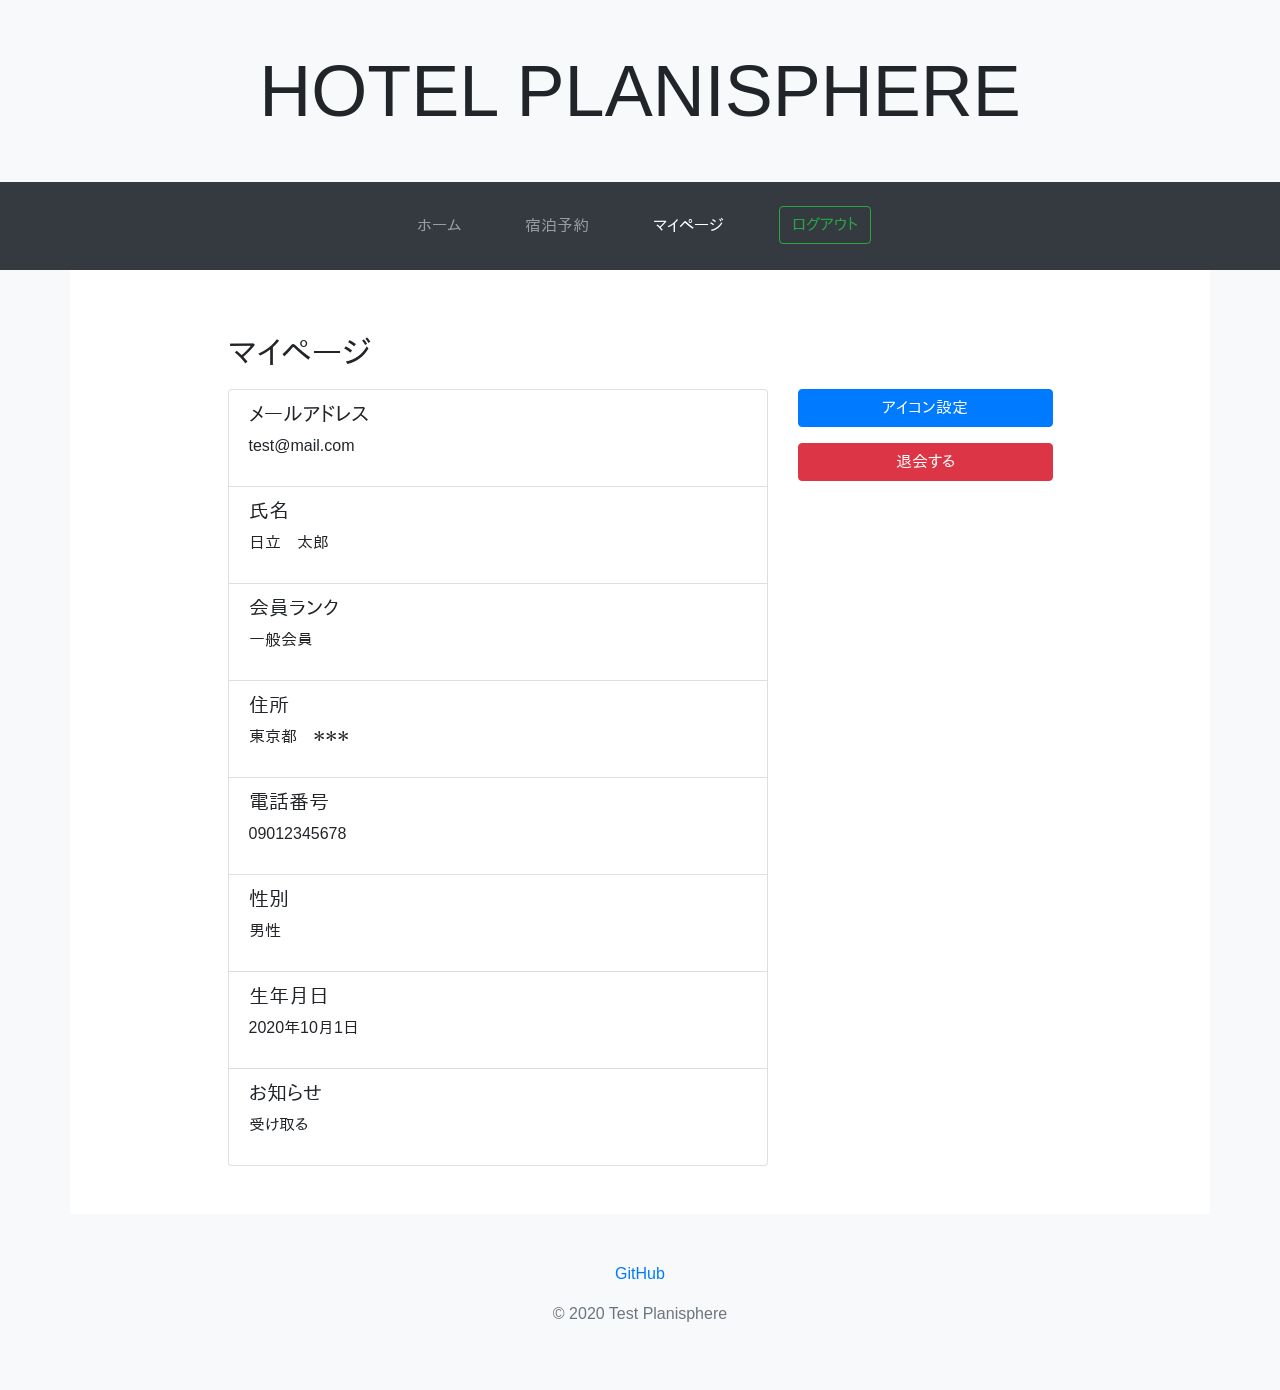 HOTEL PLANISPHERE
ホーム 宿泊予約 マイページ ログアウト
マイページ
メールアドレス
test@mail.com
アイコン設定
退会する
氏名
日立　太郎
会員ランク
一般会員
住所
東京都　＊＊＊
電話番号
09012345678
性別
男性
生年月日
2020年10月1日
お知らせ
受け取る
GitHub
© 2020 Test Planisphere